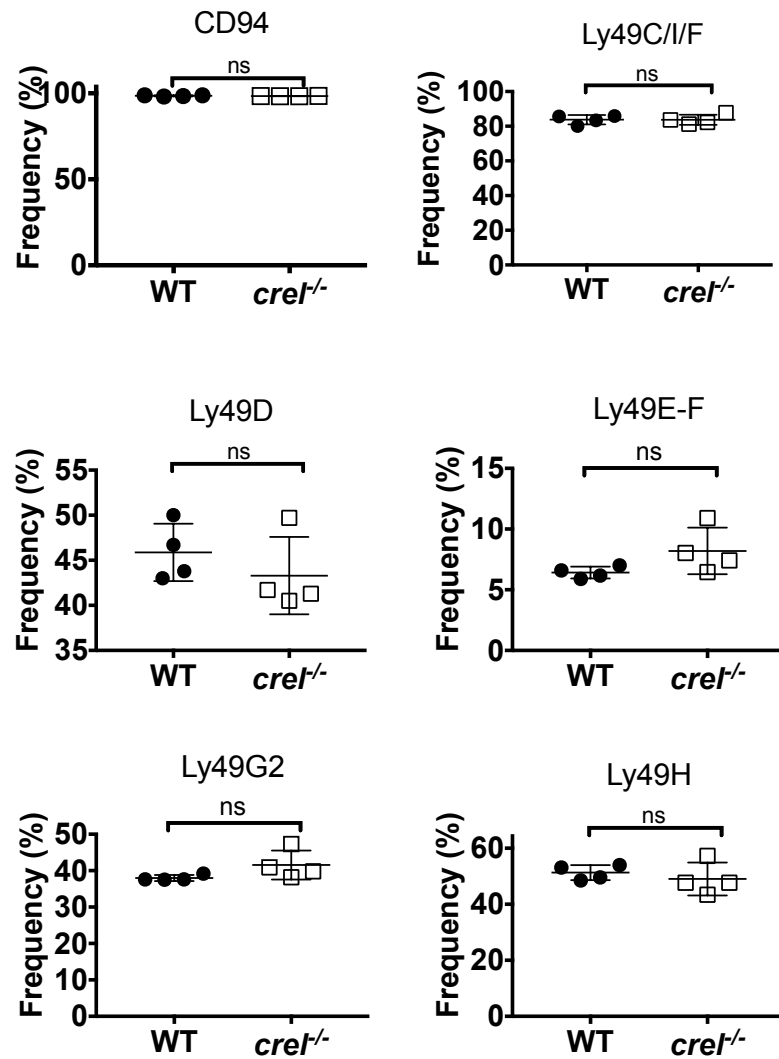 CD94
ns
Frequency (%)
100
50
0
WT crel-/-
Ly49C/I/F
ns
Frequency (%)
100
80
60
40
20
0
WT crel-/-
Ly49D
ns
Frequency (%)
55
50
45
40
35
WT crel-/-
Ly49E-F
ns
Frequency (%)
15
10
5
0
WT crel-/-
Ly49G2
ns
Frequency (%)
50
40
30
20
10
0
WT crel-/-
Ly49H
ns
Frequency (%)
60
40
20
0
WT crel-/-